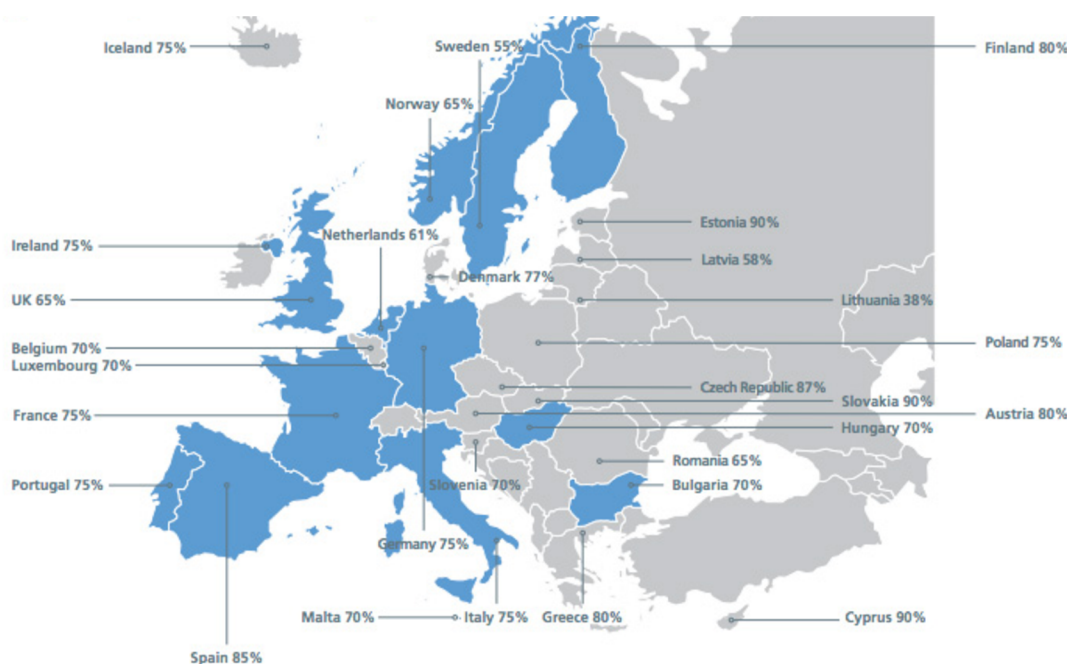 Iceland 75%
Sweden 55%
Finland 80%
Norway 65%
Estonia 90%
Netherlands 61%
Ireland 75%
Latvia 58%
Denmark 77%
UK 65%
Lithuania 38%
Poland 75%
Belgium 70%
Luxembourg 70%
Czech Republic 87%
Slovakia 90%
France 75%
Austria 80%
Hungary 70%
Romania 65%
Portugal 75%
Slovenia 70%
Bulgaria 70%
Germany 75%
Malta 70%
Italy 75%
Greece 80%
Cyprus 90%
Spain 85%